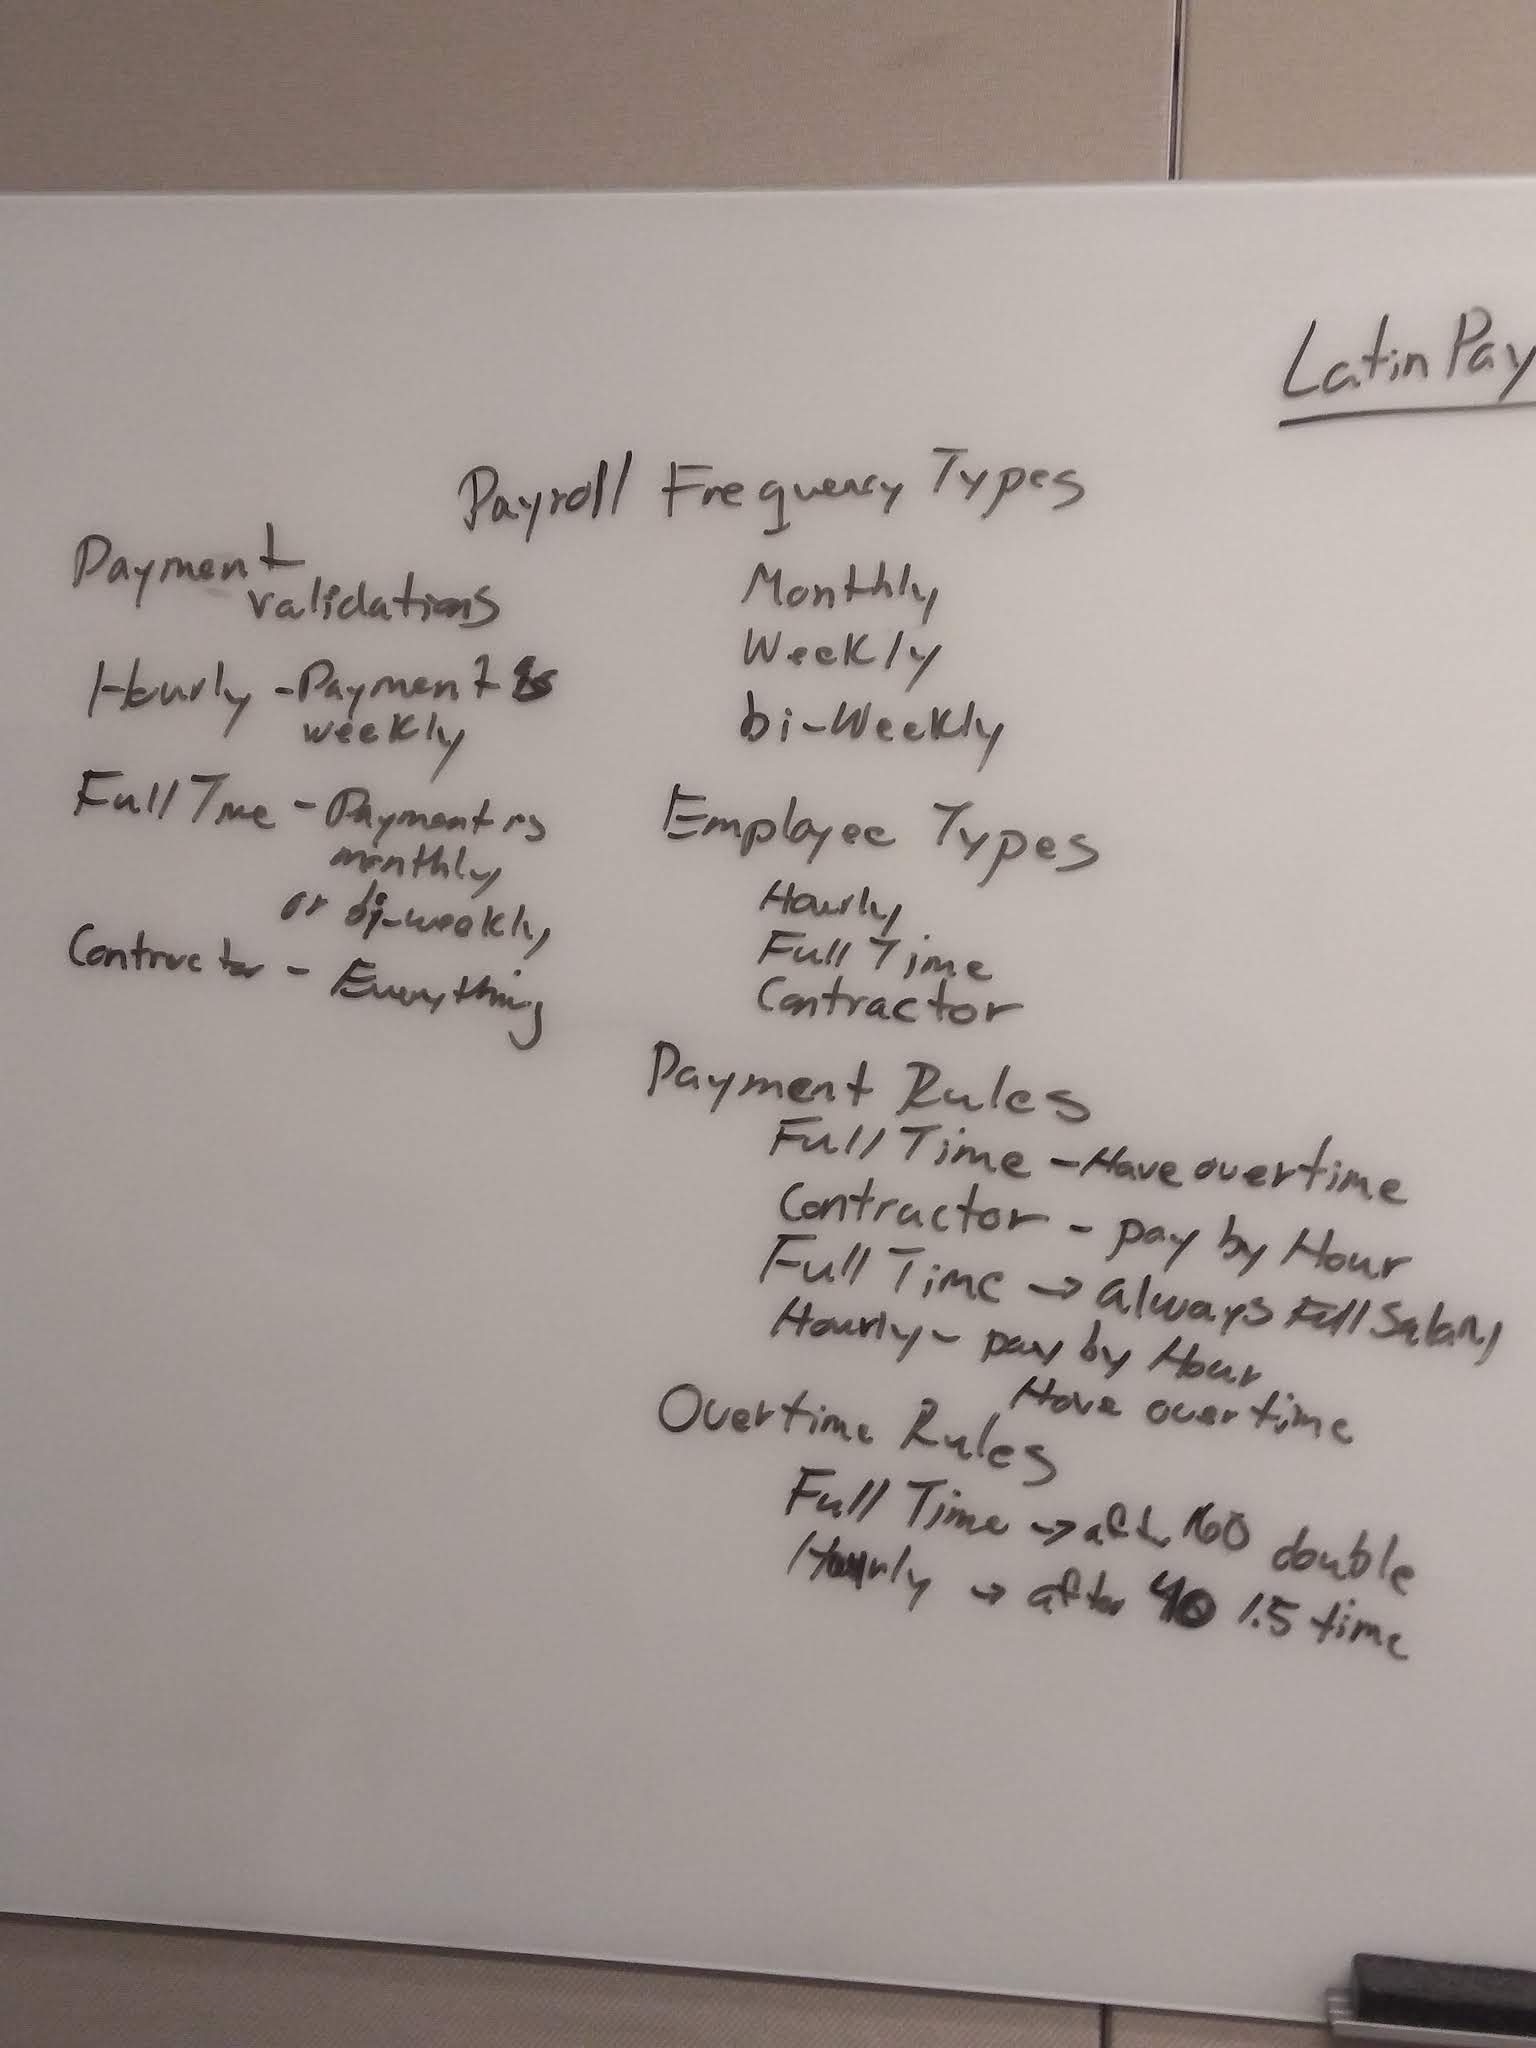 LatinPay
Payroll Frequency Types
Monthly
Weekly
bi-Weekly
Payment
validations
Hourly - Payment is
weekly
Full Tme - Payment is
monthly
or bi-weekly
Contractor - Everything
Employee Types
Hourly
Full Time
Contractor
Payment Rules
Full Time - Have overtime
Contractor - pay by Hour
Full Time → always Full Salary
Hourly - pay by Hour
Have overtime
Overtime Rules
Full Time → after 160 double
Hourly → after 40 1.5 time